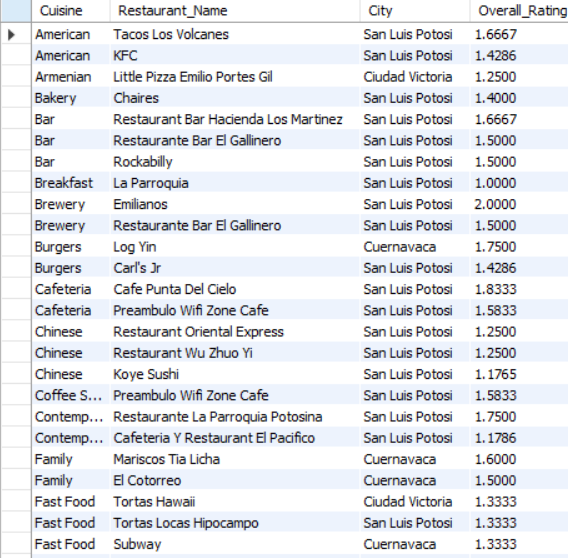 Cuisine Restaurant_Name City Overall_Rating
American Tacos Los Volcanes San Luis Potosi 1.6667
American KFC San Luis Potosi 1.4286
Armenian Little Pizza Emilio Portes Gil Ciudad Victoria 1.2500
Bakery Chaires San Luis Potosi 1.4000
Bar Restaurant Bar Hacienda Los Martinez San Luis Potosi 1.6667
Bar Restaurante Bar El Gallinero San Luis Potosi 1.5000
Bar Rockabilly San Luis Potosi 1.5000
Breakfast La Parroquia San Luis Potosi 1.0000
Brewery Emilianos San Luis Potosi 2.0000
Brewery Restaurante Bar El Gallinero San Luis Potosi 1.5000
Burgers Log Yin Cuernavaca 1.7500
Burgers Carl's Jr San Luis Potosi 1.4286
Cafeteria Cafe Punta Del Cielo San Luis Potosi 1.8333
Cafeteria Preambulo Wifi Zone Cafe San Luis Potosi 1.5833
Chinese Restaurant Oriental Express San Luis Potosi 1.2500
Chinese Restaurant Wu Zhuo Yi San Luis Potosi 1.2500
Chinese Koye Sushi San Luis Potosi 1.1765
Coffee S... Preambulo Wifi Zone Cafe San Luis Potosi 1.5833
Contemp... Restaurante La Parroquia Potosina San Luis Potosi 1.7500
Contemp... Cafeteria Y Restaurant El Pacifico San Luis Potosi 1.1786
Family Mariscos Tia Licha Cuernavaca 1.6000
Family El Cotorreo Cuernavaca 1.5000
Fast Food Tortas Hawaii Ciudad Victoria 1.3333
Fast Food Tortas Locas Hipocampo San Luis Potosi 1.3333
Fast Food Subway Cuernavaca 1.3333